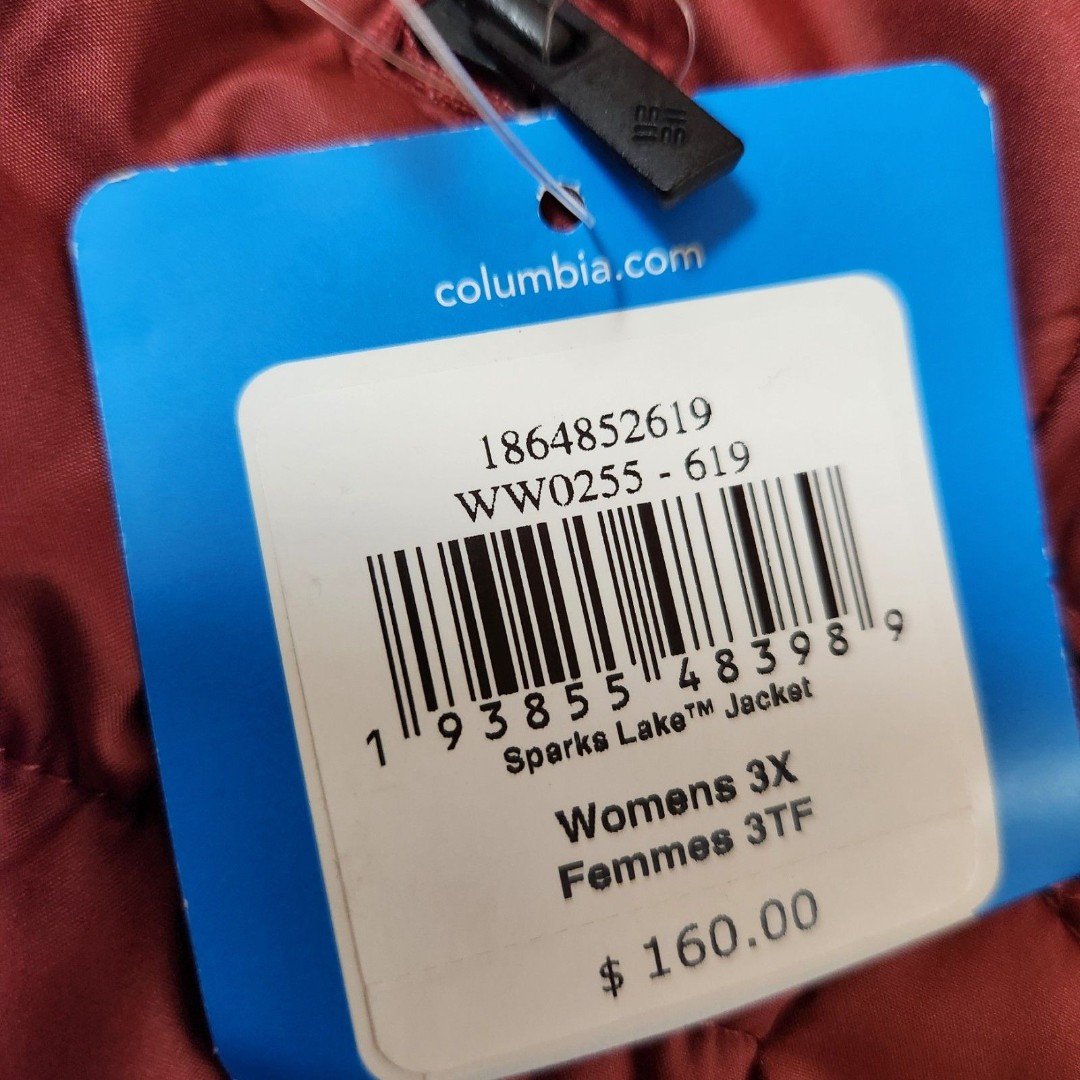 columbia.com
1864852619
WW0255 - 619
1 93855 48398 9
Sparks Lake™ Jacket
Womens 3X
Femmes 3TF
$ 160.00